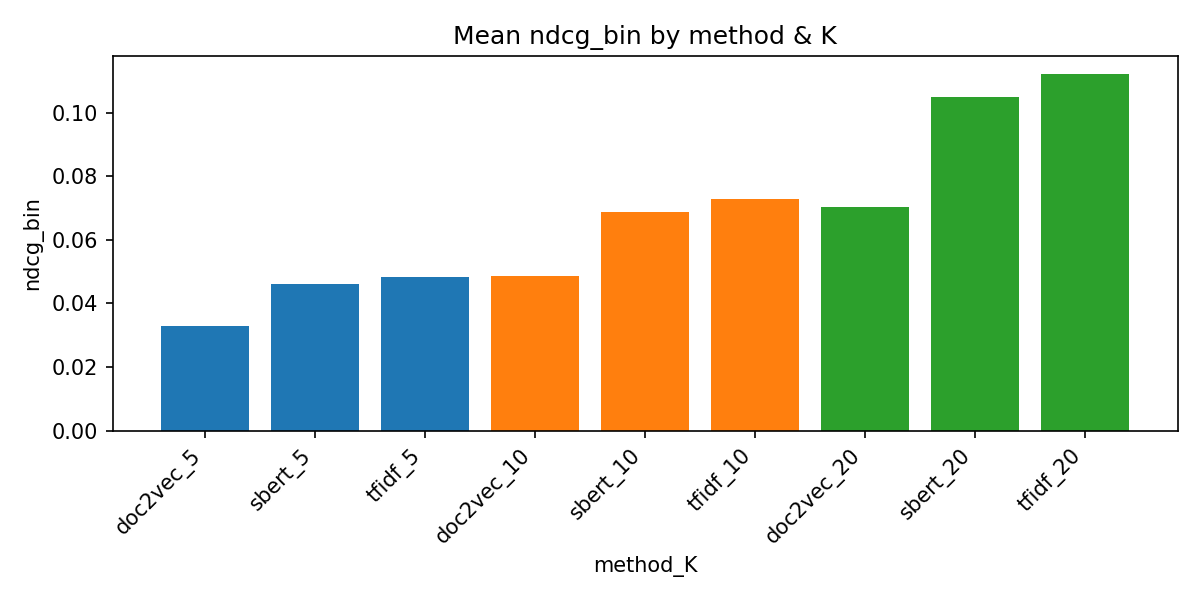 Mean ndcg_bin by method & K
ndcg_bin
0.10
0.08
0.06
0.04
0.02
0.00
doc2vec_5
sbert_5
tfidf_5
doc2vec_10
sbert_10
tfidf_10
doc2vec_20
sbert_20
tfidf_20
method_K